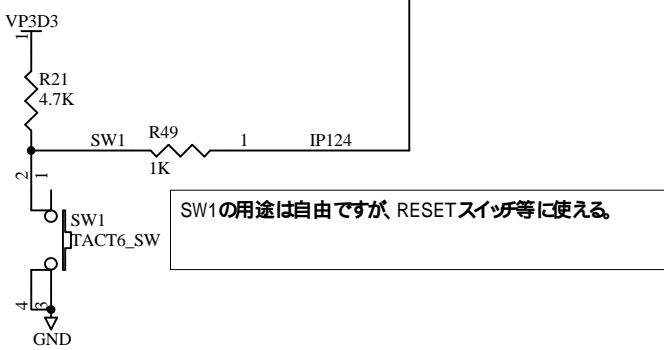 VP3D3
1
R21
4.7K
SW1 R49 1 IP124
1K
2 1
SW1
TACT6_SW
SW1の用途は自由ですが、RESETスイッチ等に使える。
4 3
GND